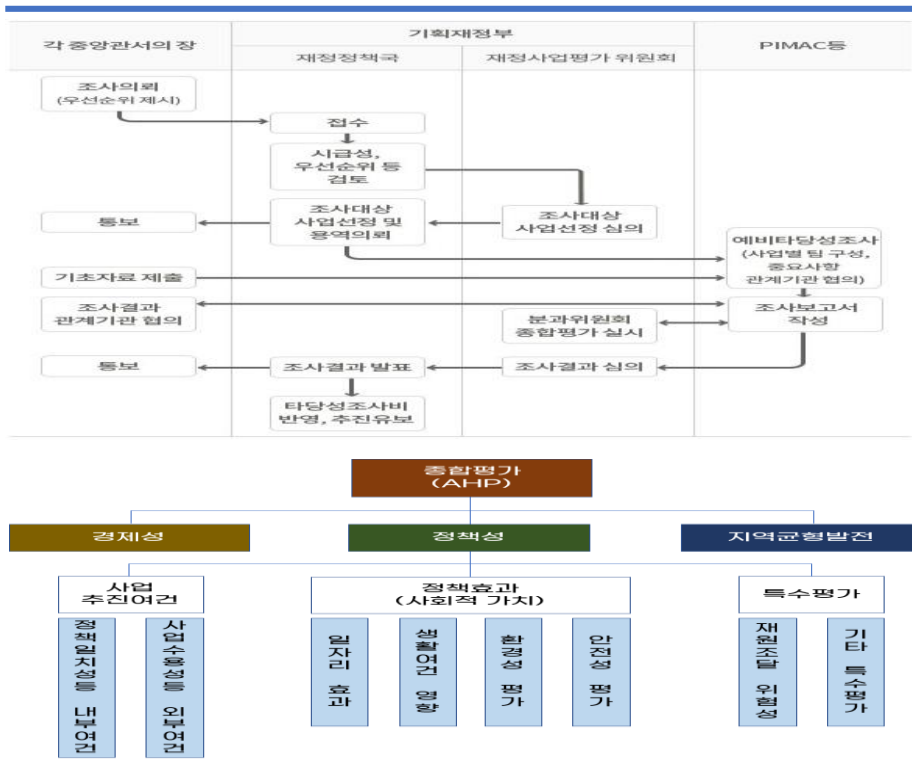 각 중앙관서의 장
기획재정부
PIMAC등
재정정책국
재정사업평가 위원회
조사의뢰
(우선순위 제시)
접수
시급성,
우선순위 등
검토
통보
조사대상
사업선정 및
용역의뢰
조사대상
사업선정 심의
예비타당성조사
(사업별 팀 구성,
중요사항
관계기관 협의)
기초자료 제출
조사결과
관계기관 협의
분과위원회
종합평가 실시
조사보고서
작성
통보
조사결과 발표
조사결과 심의
타당성조사비
반영, 추진유보
종합평가
(AHP)
경제성
정책성
지역균형발전
사업
추진여건
정책효과
(사회적 가치)
특수평가
정책일치성등 내부여건
사업수용성등 외부여건
일자리 효과
생활여건 영향
환경성 평가
안전성 평가
재원조달 위험성
기타 특수평가